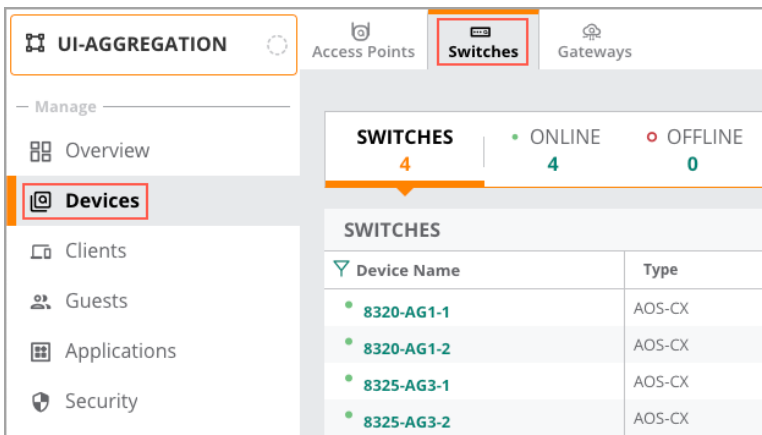 UI-AGGREGATION
Access Points
Switches
Gateways
Manage
Overview
Devices
Clients
Guests
Applications
Security
SWITCHES
4
ONLINE
4
OFFLINE
0
SWITCHES
Device Name Type
8320-AG1-1 AOS-CX
8320-AG1-2 AOS-CX
8325-AG3-1 AOS-CX
8325-AG3-2 AOS-CX